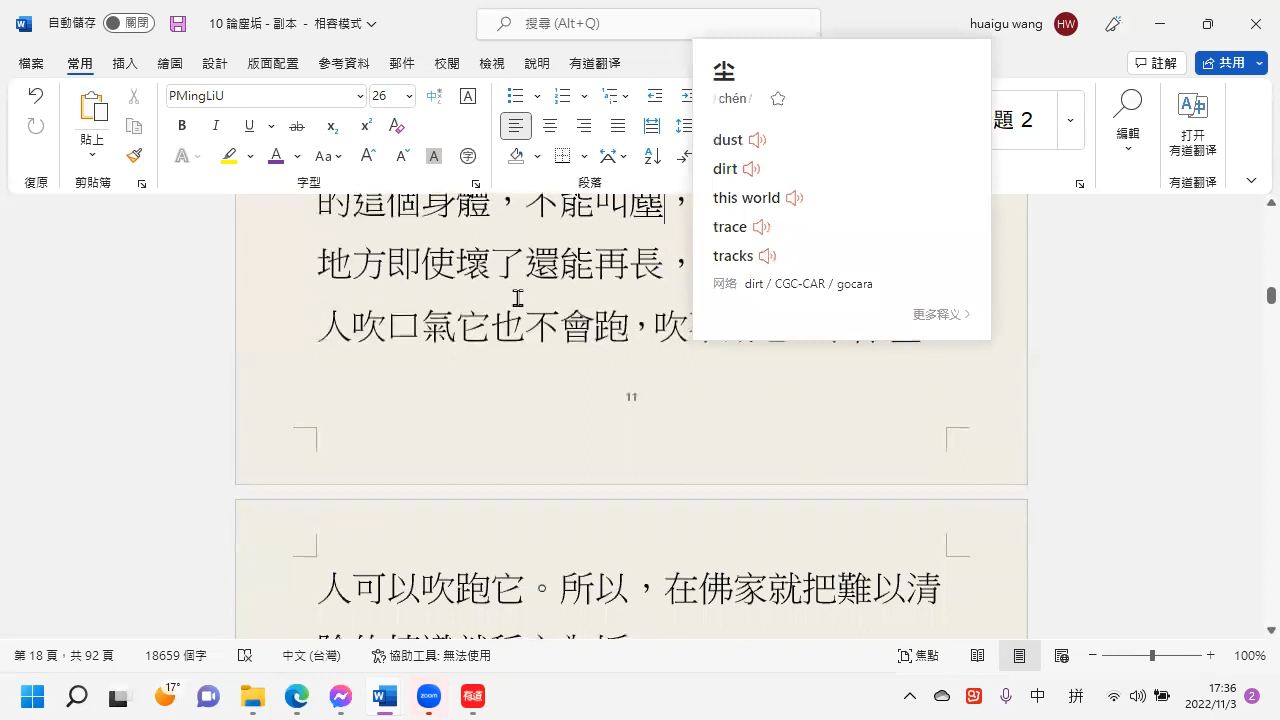 自動儲存 關閉 10 論塵垢 - 副本 - 相容模式 搜尋 (Alt+Q) huaigu wang HW
檔案 常用 插入 繪圖 設計 版面配置 參考資料 郵件 校閱 檢視 說明 有道翻译 註解 共用
PMingLiU 26
貼上
題 2
編輯
打开
有道翻译
復原 剪貼簿 字型 段落 有道翻译
尘
/ chén /
dust
dirt
this world
trace
tracks
网络 dirt / CGC-CAR / gocara
更多释义
的這個身體，不能叫塵，
地方即使壞了還能再長，
人吹口氣它也不會跑，吹
11
人可以吹跑它。所以，在佛家就把難以清
第 18 頁，共 92 頁 18659 個字 中文 (台灣) 協助工具: 無法使用 焦點 100%
17° zoom 有道 中 拼 17:36
2022/11/3 2